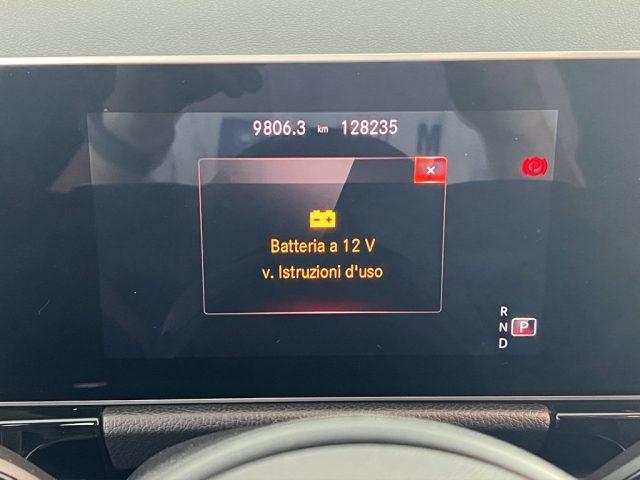 9806.3 km 128235
Batteria a 12 V
v. Istruzioni d'uso
R
N P
D